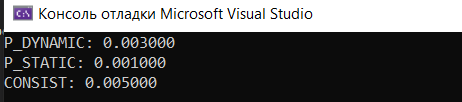 Консоль отладки Microsoft Visual Studio
P_DYNAMIC: 0.003000
P_STATIC: 0.001000
CONSIST: 0.005000